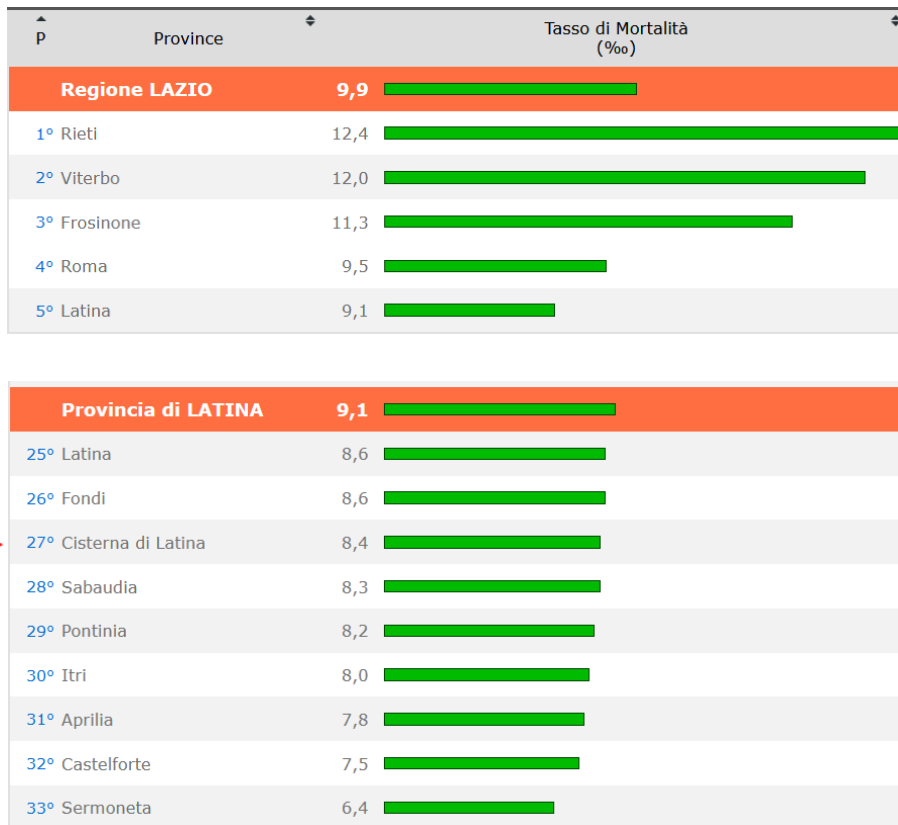 P Province Tasso di Mortalità
(‰)
Regione LAZIO 9,9
1° Rieti 12,4
2° Viterbo 12,0
3° Frosinone 11,3
4° Roma 9,5
5° Latina 9,1
Provincia di LATINA 9,1
25° Latina 8,6
26° Fondi 8,6
27° Cisterna di Latina 8,4
28° Sabaudia 8,3
29° Pontinia 8,2
30° Itri 8,0
31° Aprilia 7,8
32° Castelforte 7,5
33° Sermoneta 6,4